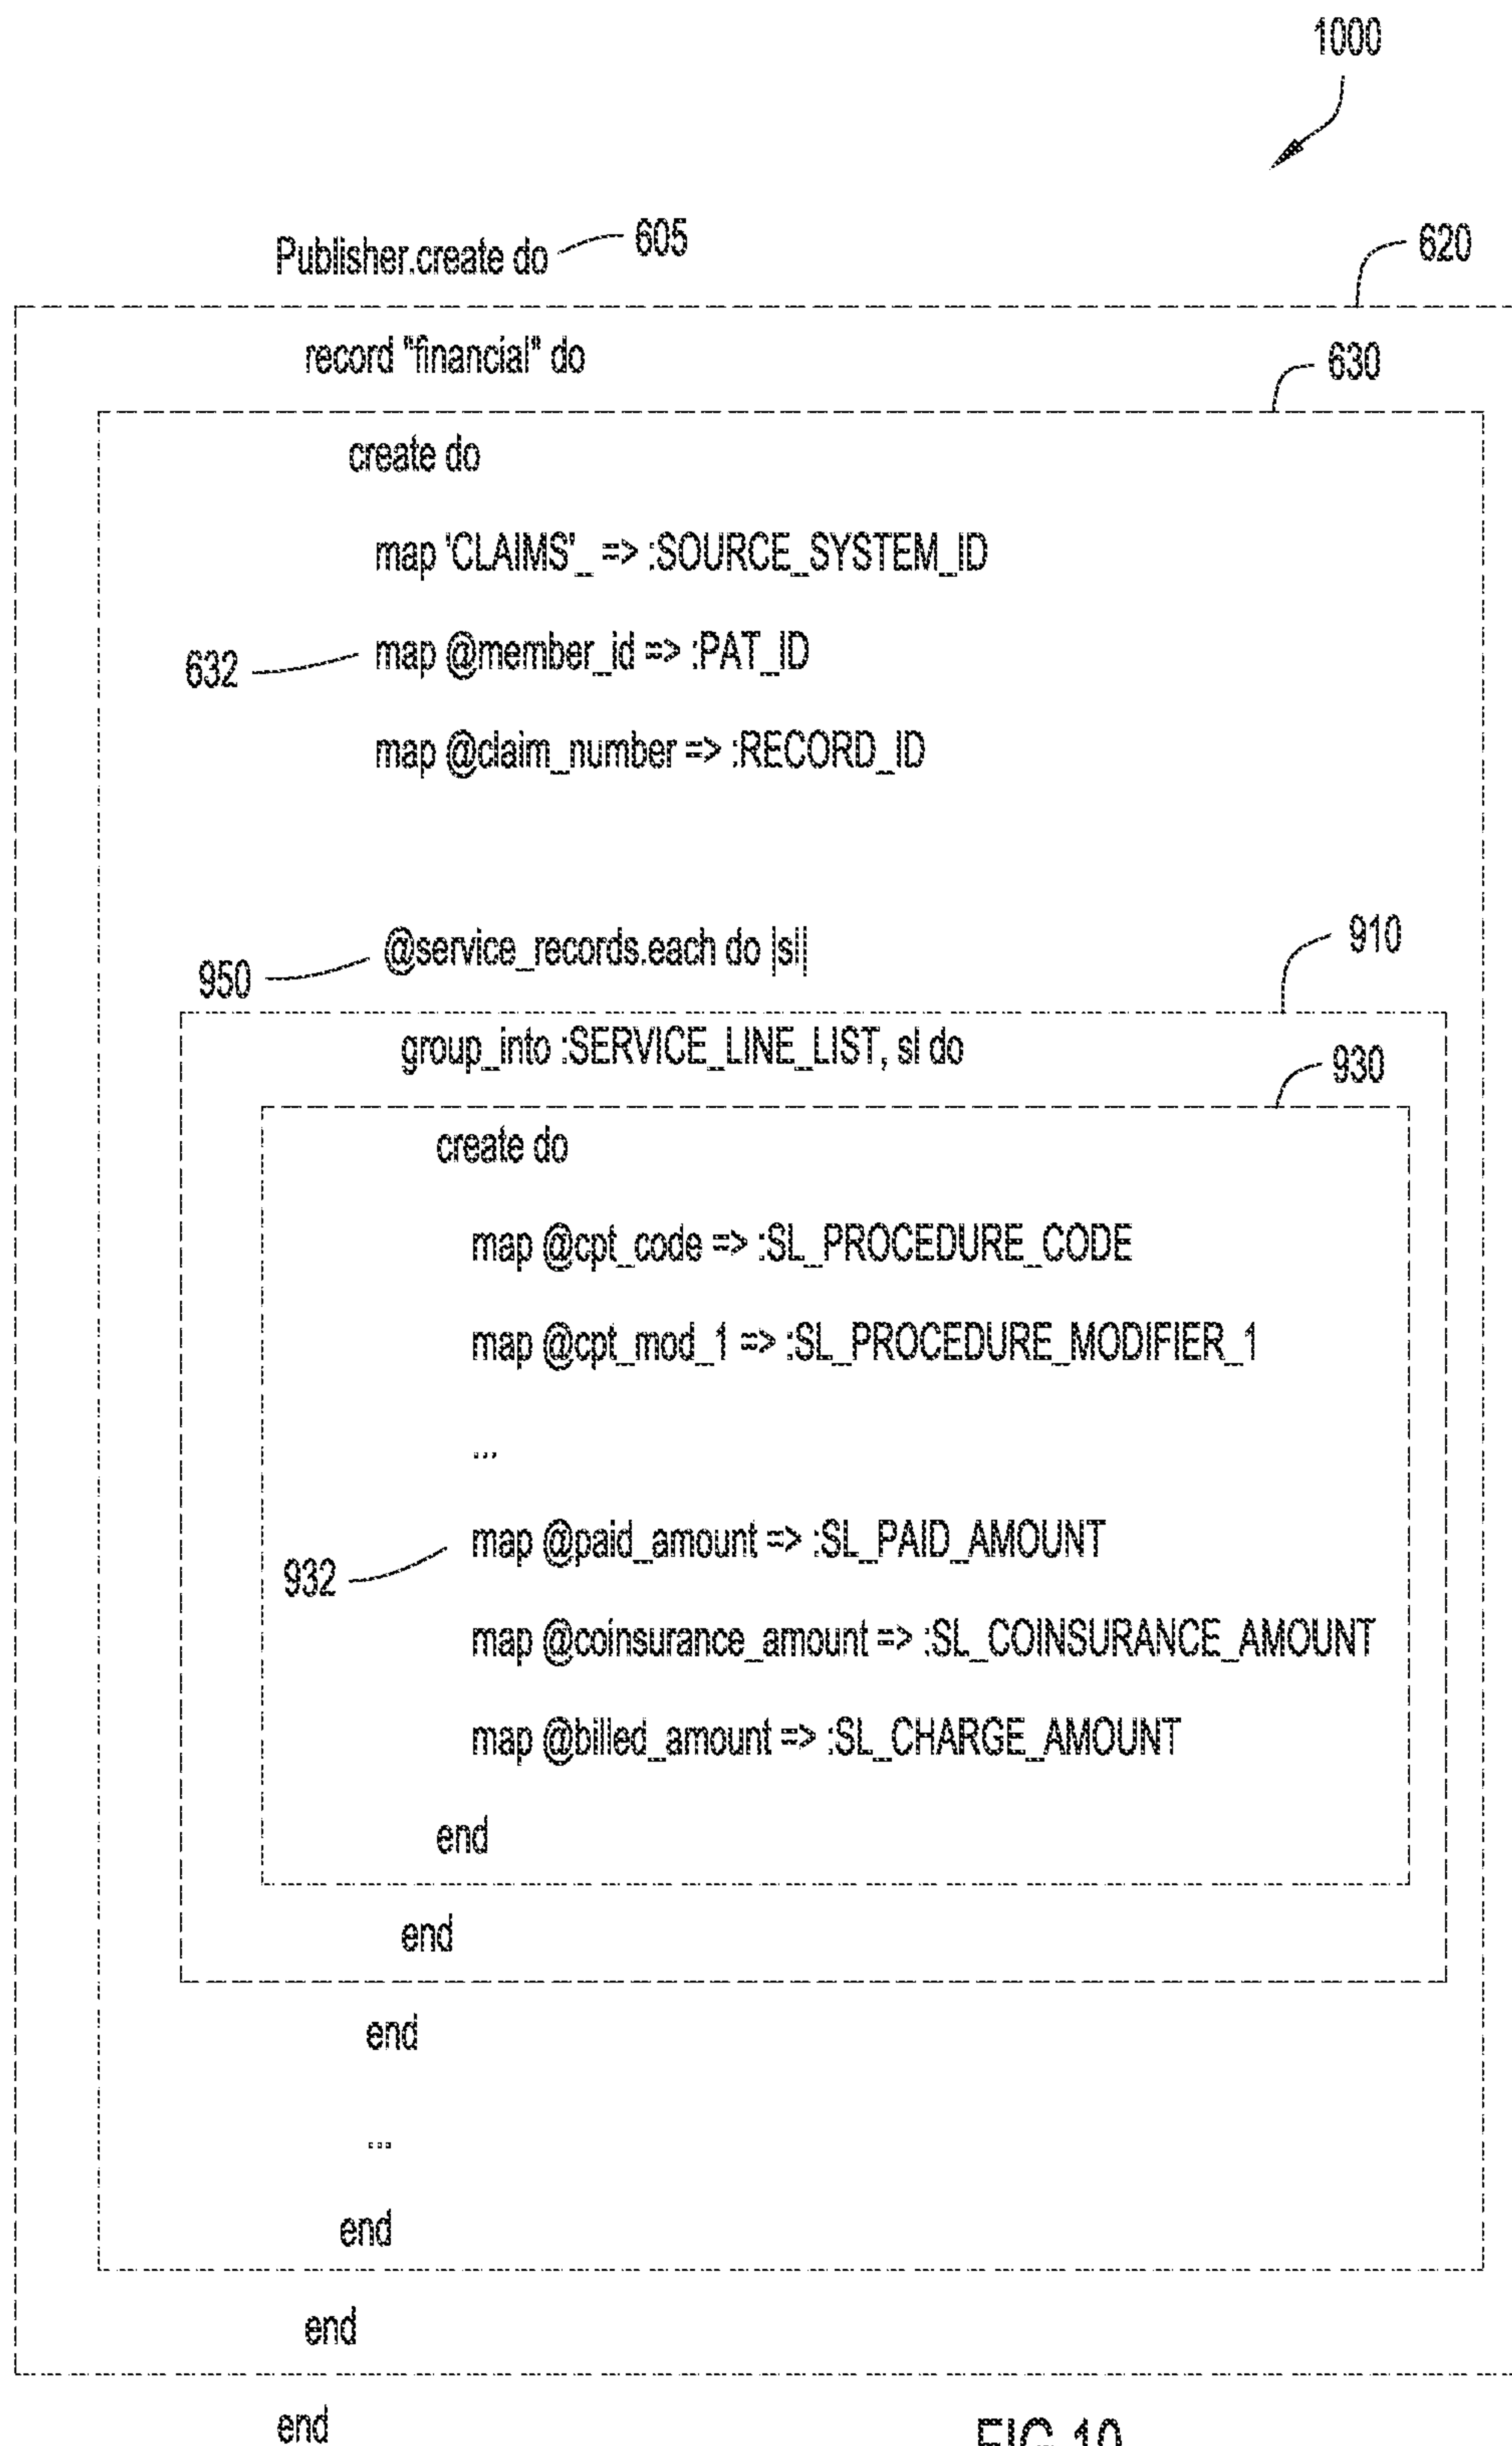 1000
Publisher.create do 605
620
record "financial" do
630
create do
map 'CLAIMS'_ => :SOURCE_SYSTEM_ID
632 map @member_id => :PAT_ID
map @claim_number => :RECORD_ID
910
950 @service_records.each do |sl|
group_into :SERVICE_LINE_LIST, sl do
930
create do
map @cpt_code => :SL_PROCEDURE_CODE
map @cpt_mod_1 => :SL_PROCEDURE_MODIFIER_1
...
932 map @paid_amount => :SL_PAID_AMOUNT
map @coinsurance_amount => :SL_COINSURANCE_AMOUNT
map @billed_amount => :SL_CHARGE_AMOUNT
end
end
end
...
end
end
end
FIG.10